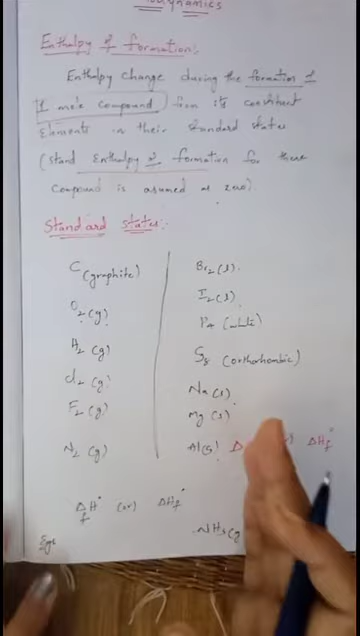 Enthalpy of formation:
Enthalpy change during the formation of
1 mole compound from its constituent
elements in their standard states
(Stand Enthalpy of formation for these
compound is assumed as zero).
Standard states:
C(graphite)
O₂(g)
H₂(g)
Cl₂(g)
F₂(g)
N₂(g)
Br₂(l).
I₂(s).
P₄ (white)
S₈ (orthorhombic)
Na(s)
Mg(s)
Al(s)
ΔHf°
ΔfH° (or) ΔHf°
Egs
NH₃(g